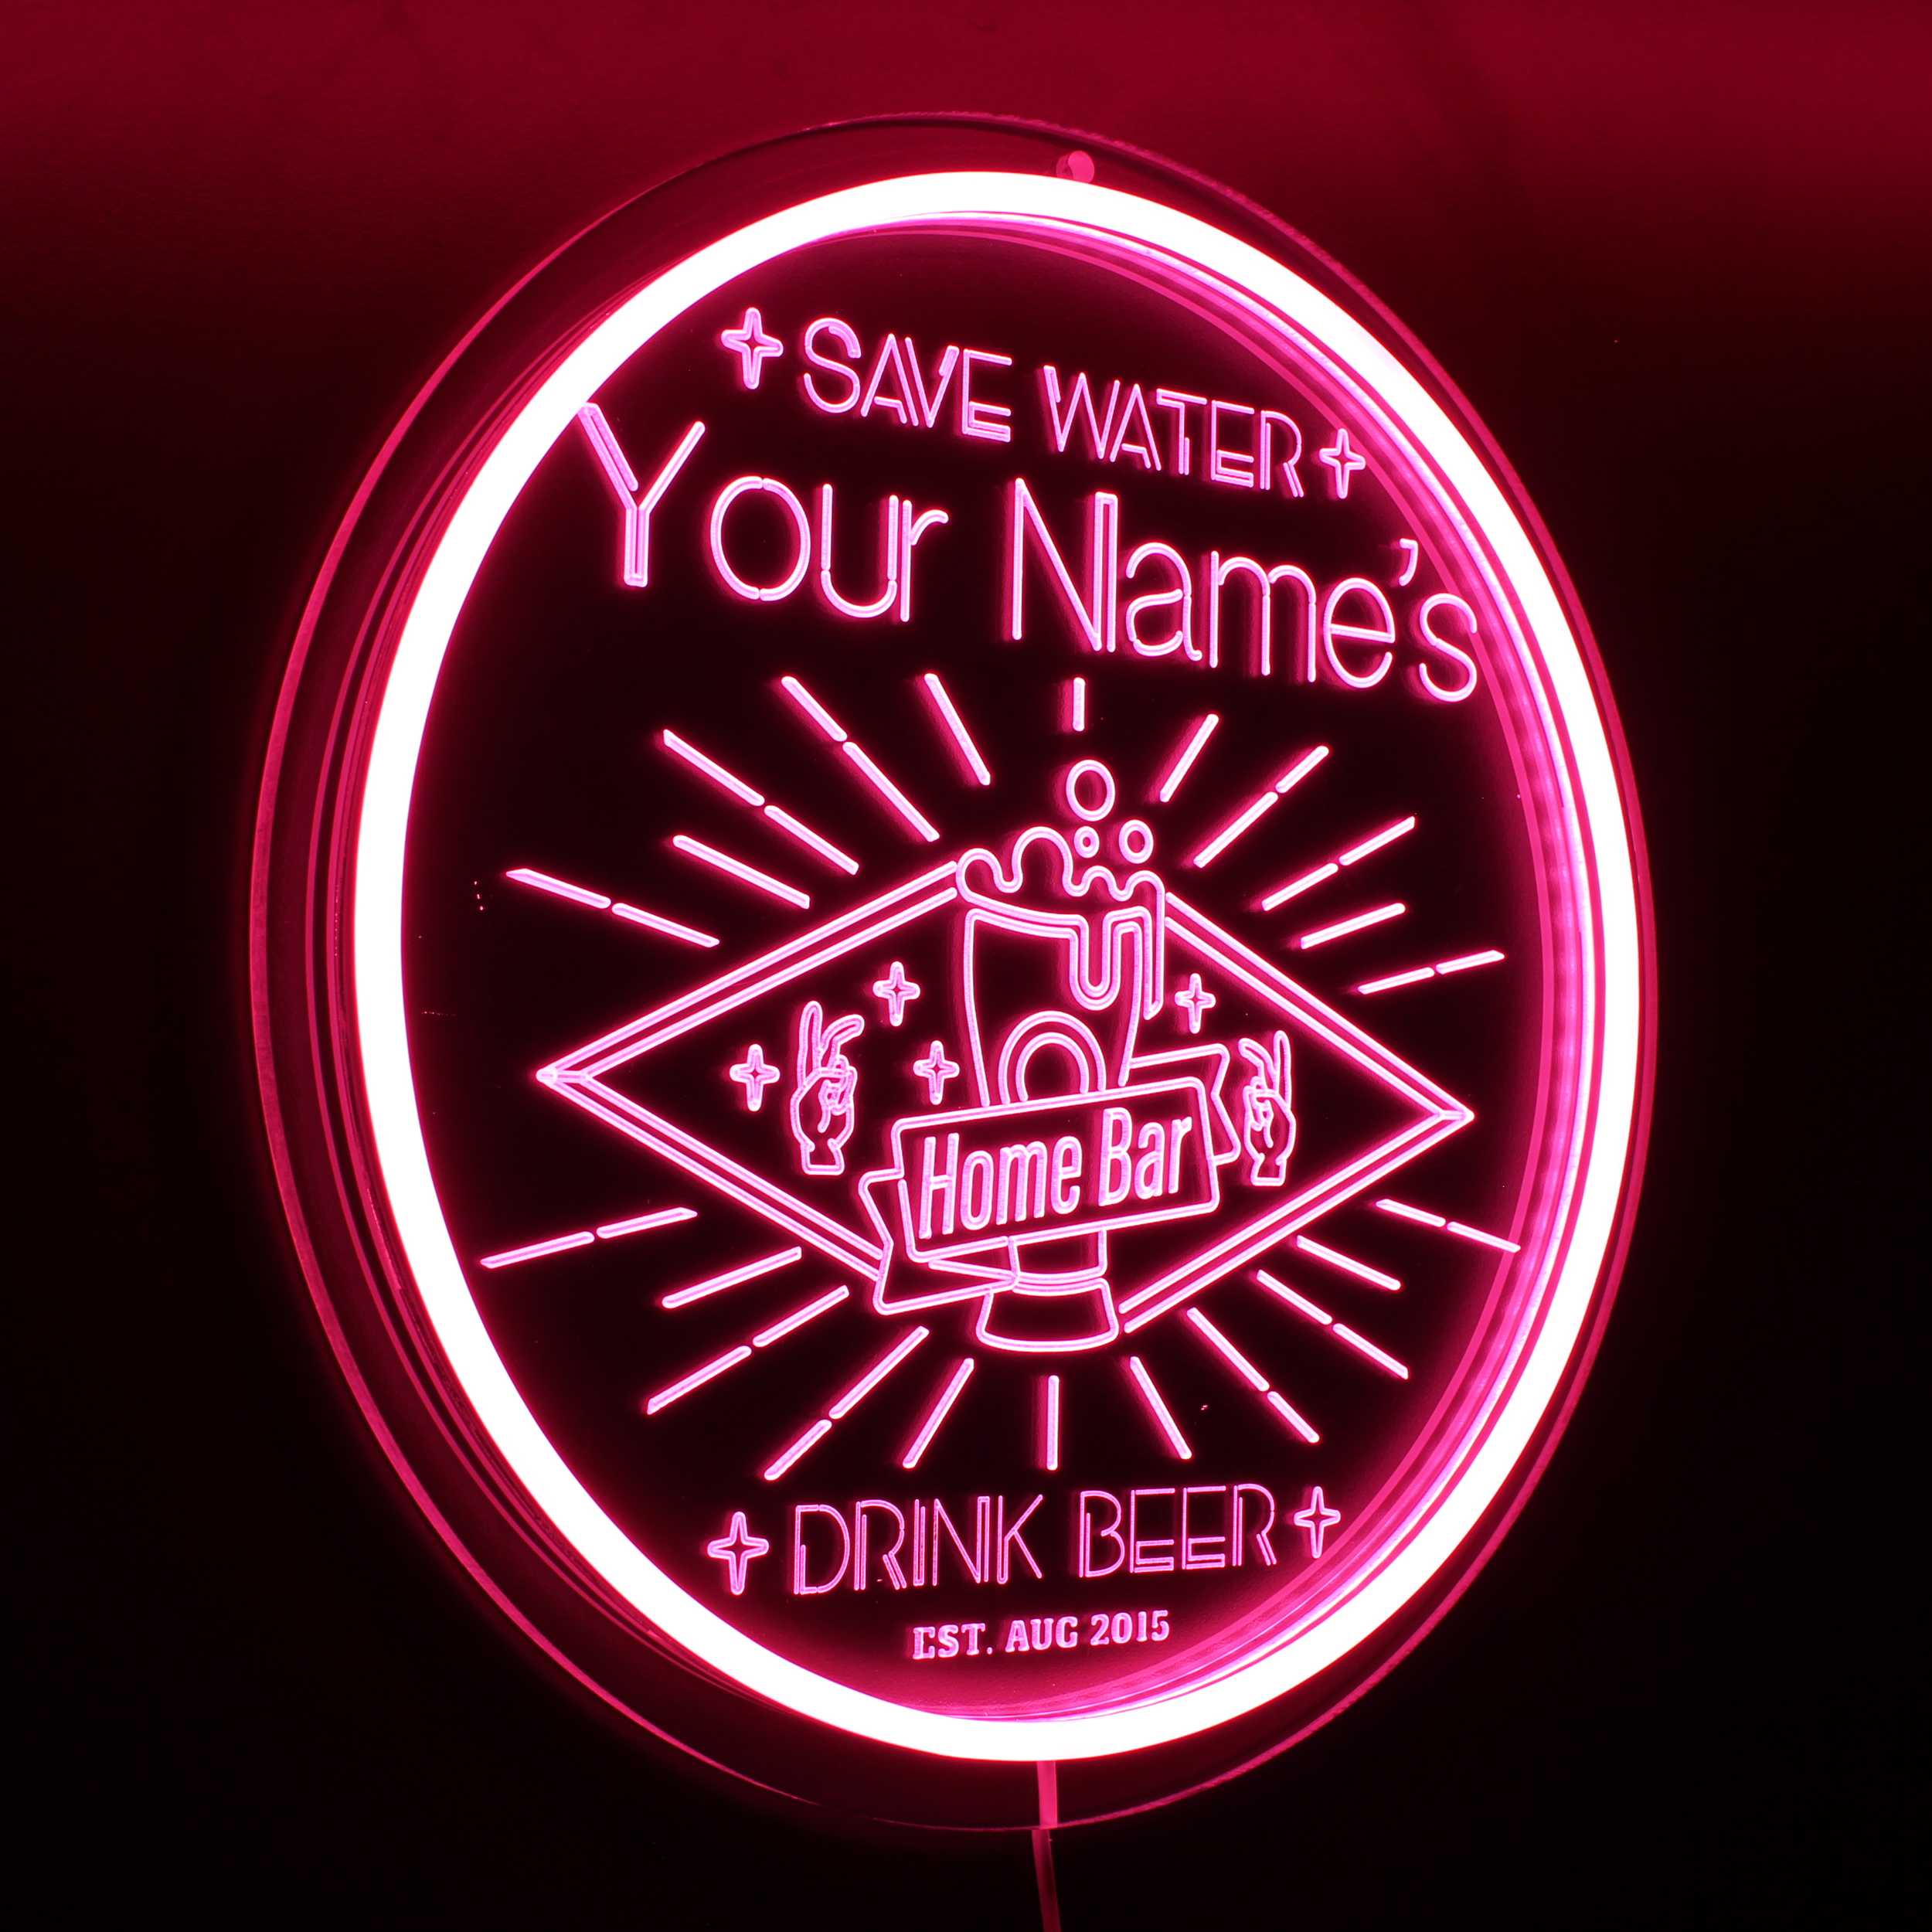 SAVE WATER
Your Name's
Home Bar
DRINK BEER
EST. AUG 2015